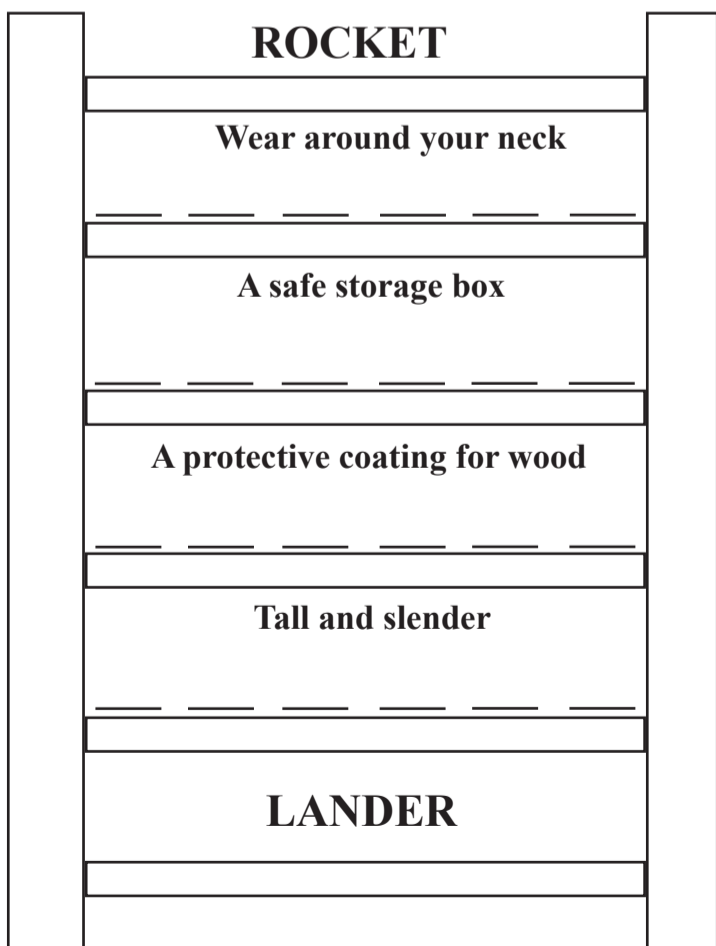 ROCKET
Wear around your neck
A safe storage box
A protective coating for wood
Tall and slender
LANDER